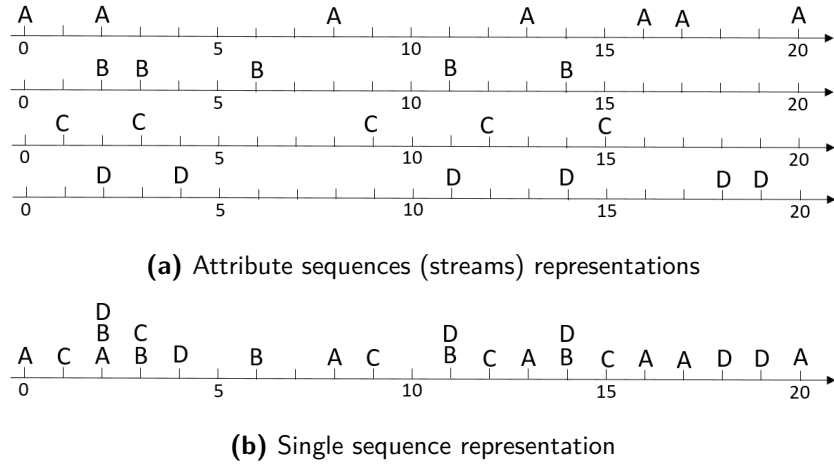 A A A A A A A
0 5 10 15 20
B B B B B
0 5 10 15 20
C C C C C
0 5 10 15 20
D D D D D D
0 5 10 15 20
(a) Attribute sequences (streams) representations
D
B C D D
A C A B D B A C B C A B C A A D D A
0 5 10 15 20
(b) Single sequence representation